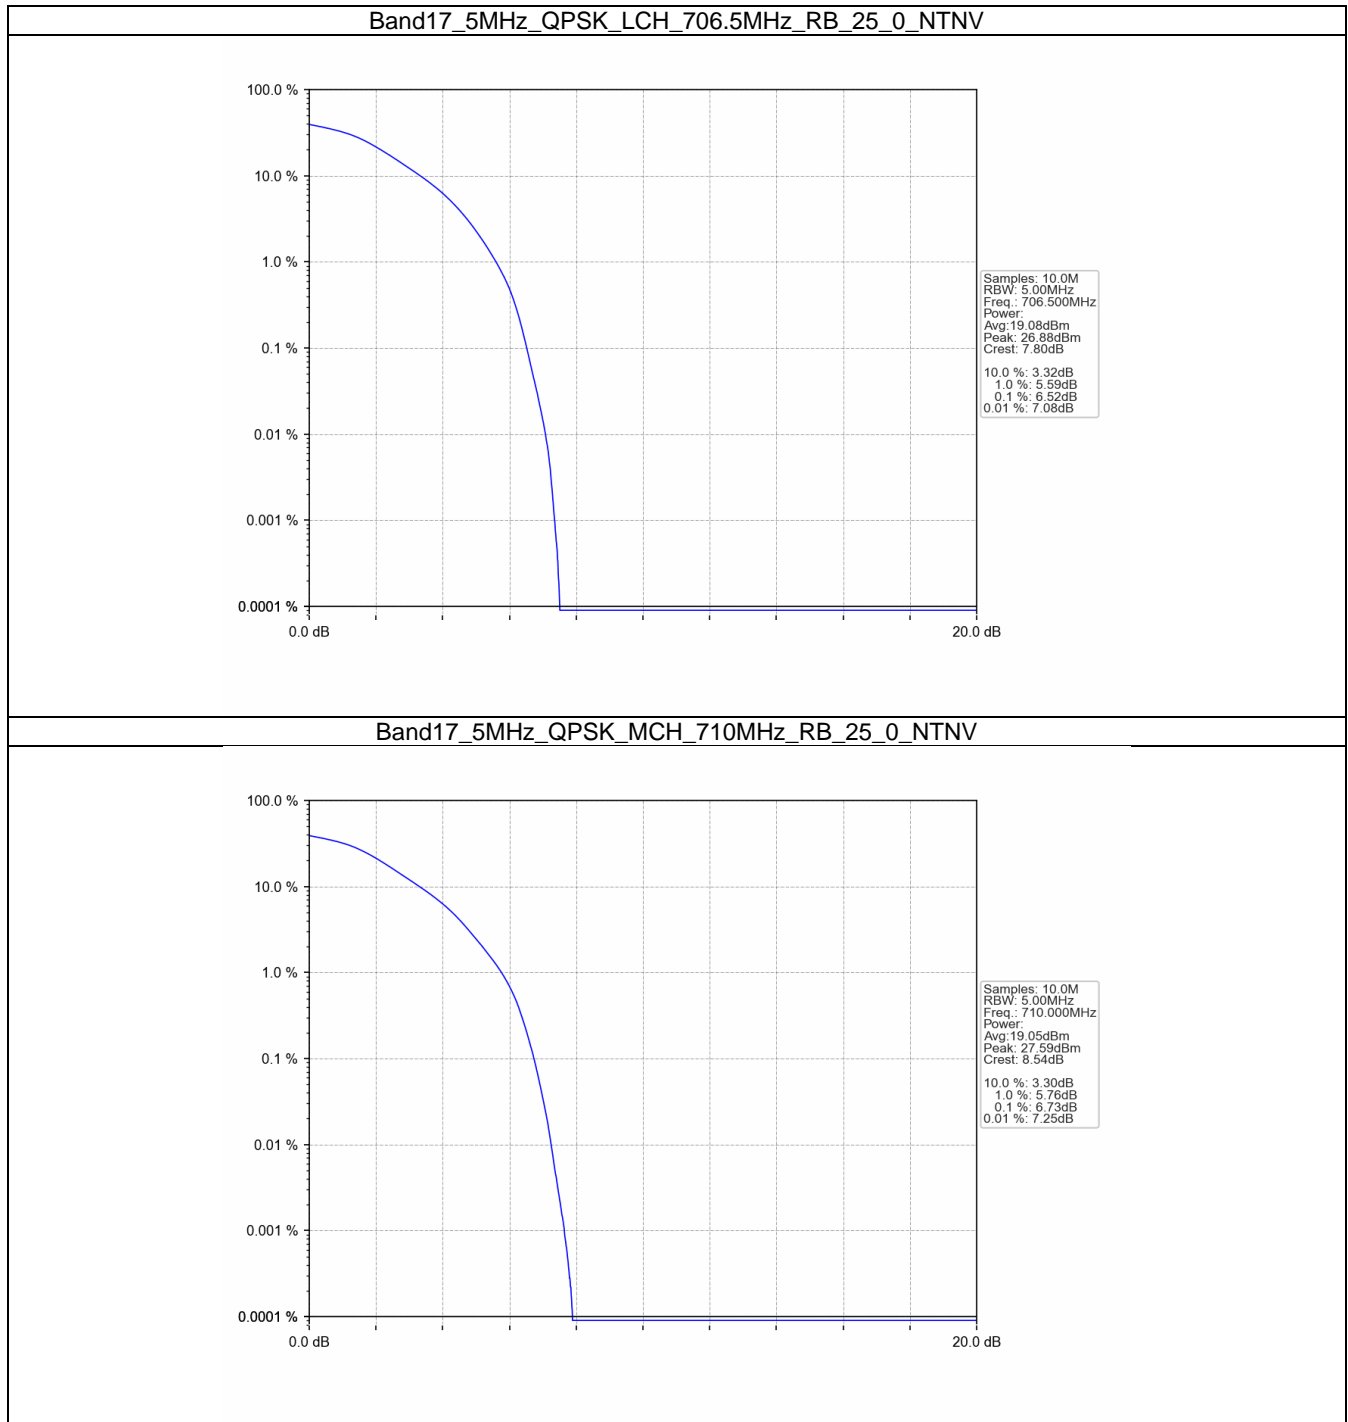 Band17_5MHz_QPSK_LCH_706.5MHz_RB_25_0_NTNV
100.0 %
10.0 %
1.0 %
0.1 %
0.01 %
0.001 %
0.0001 %
0.0 dB
20.0 dB
Samples: 10.0M
RBW: 5.00MHz
Freq.: 706.500MHz
Power:
Avg:19.08dBm
Peak: 26.88dBm
Crest: 7.80dB
10.0 %: 3.32dB
1.0 %: 5.59dB
0.1 %: 6.52dB
0.01 %: 7.08dB
Band17_5MHz_QPSK_MCH_710MHz_RB_25_0_NTNV
100.0 %
10.0 %
1.0 %
0.1 %
0.01 %
0.001 %
0.0001 %
0.0 dB
20.0 dB
Samples: 10.0M
RBW: 5.00MHz
Freq.: 710.000MHz
Power:
Avg:19.05dBm
Peak: 27.59dBm
Crest: 8.54dB
10.0 %: 3.30dB
1.0 %: 5.76dB
0.1 %: 6.73dB
0.01 %: 7.25dB